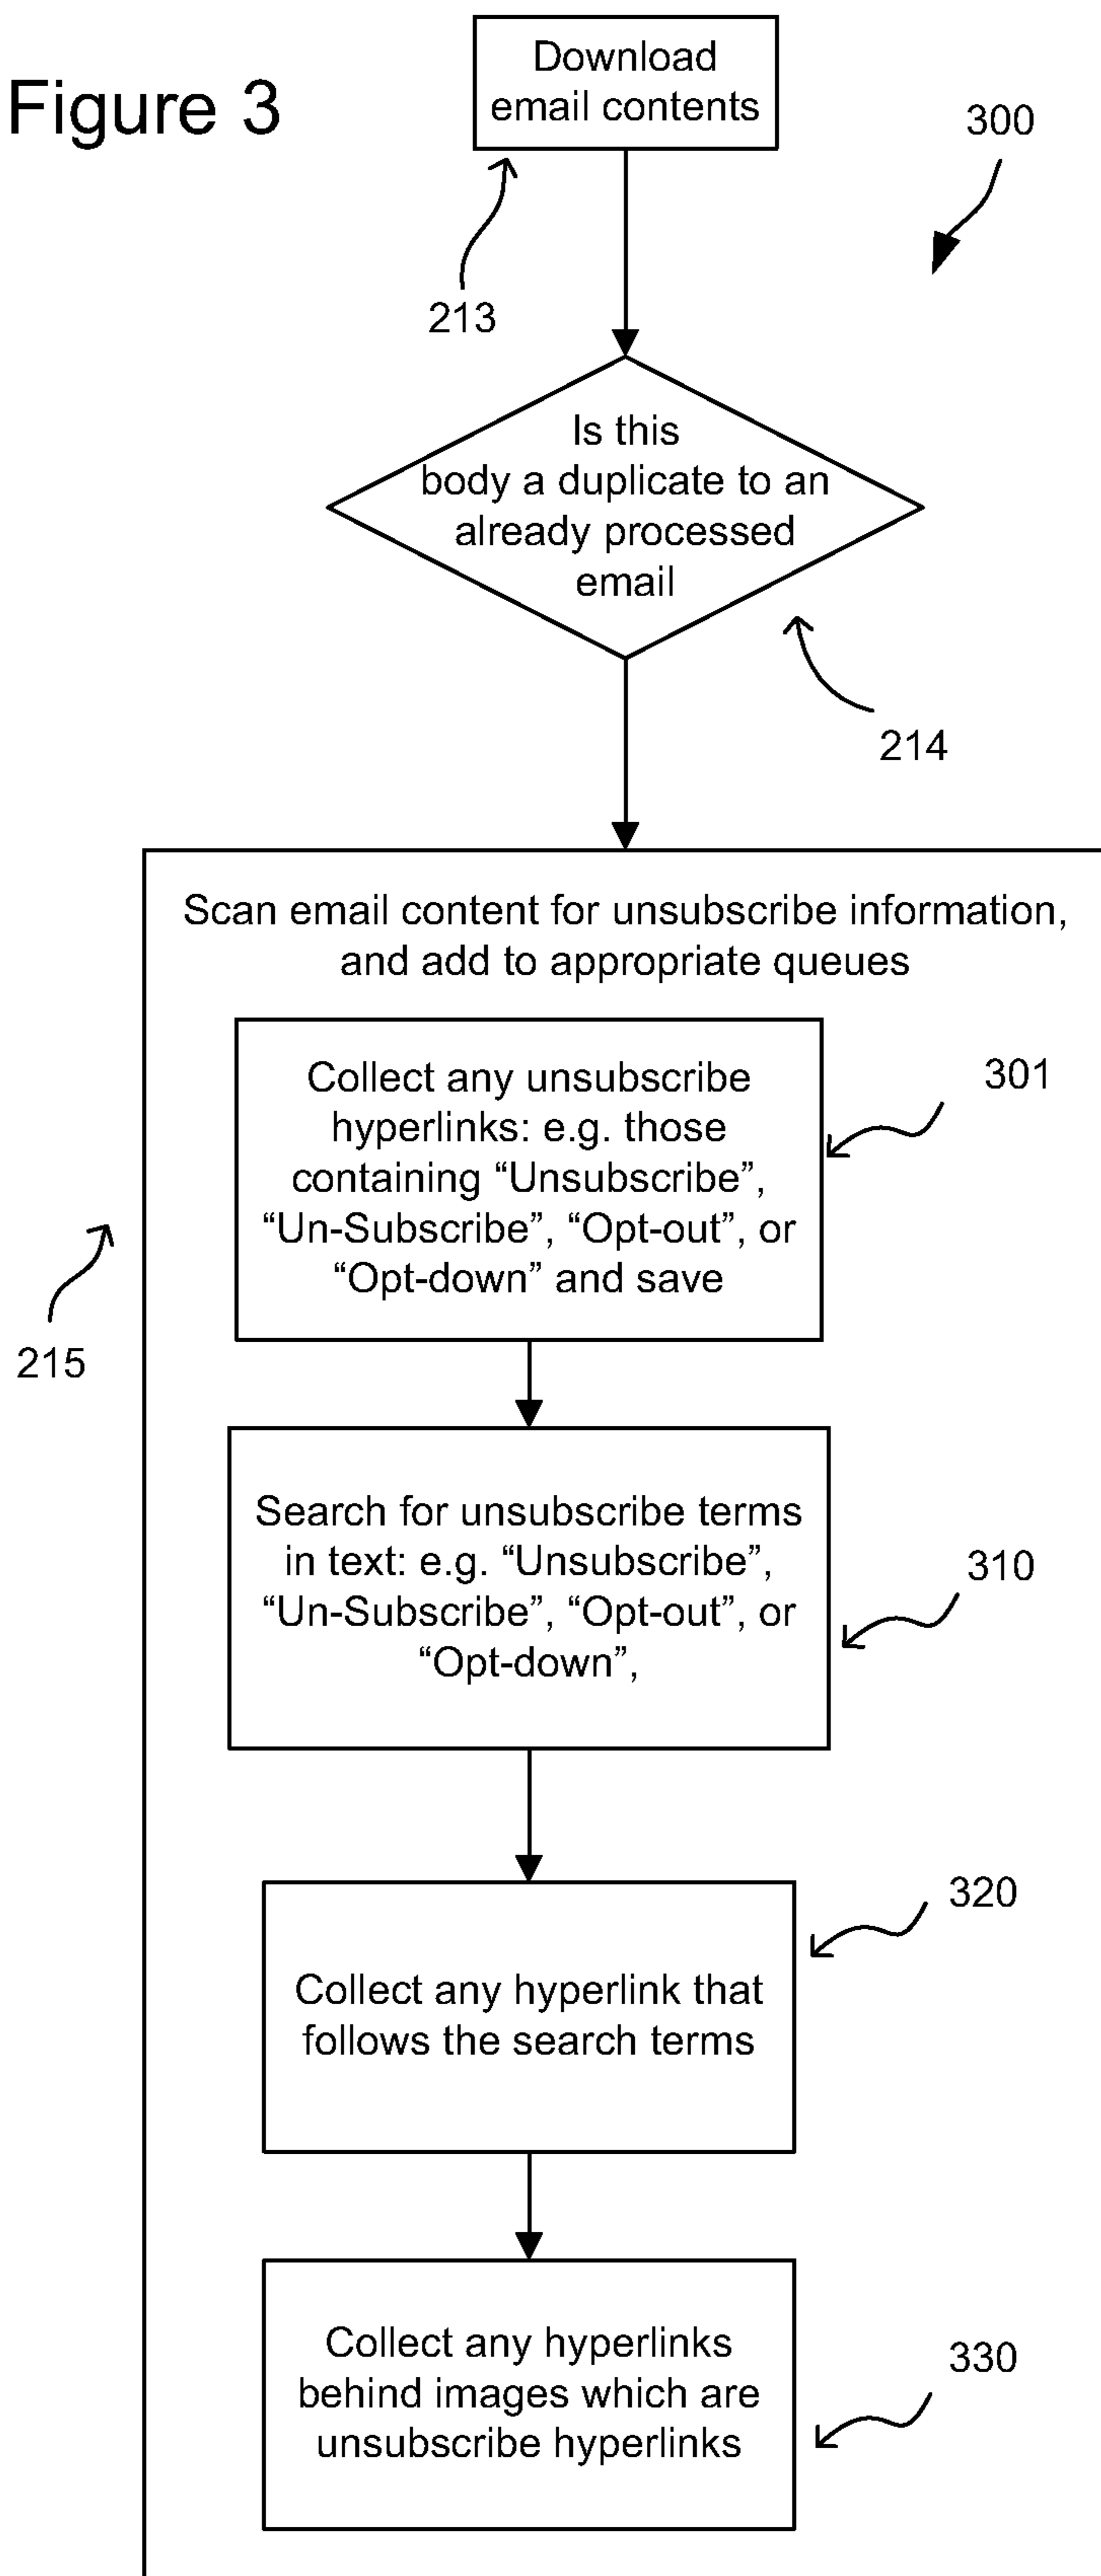 Figure 3
Download
email contents
300
213
Is this
body a duplicate to an
already processed
email
214
Scan email content for unsubscribe information,
and add to appropriate queues
Collect any unsubscribe
hyperlinks: e.g. those
containing “Unsubscribe”,
“Un-Subscribe”, “Opt-out”, or
“Opt-down” and save
301
215
Search for unsubscribe terms
in text: e.g. “Unsubscribe”,
“Un-Subscribe”, “Opt-out”, or
“Opt-down”,
310
320
Collect any hyperlink that
follows the search terms
Collect any hyperlinks
behind images which are
unsubscribe hyperlinks
330